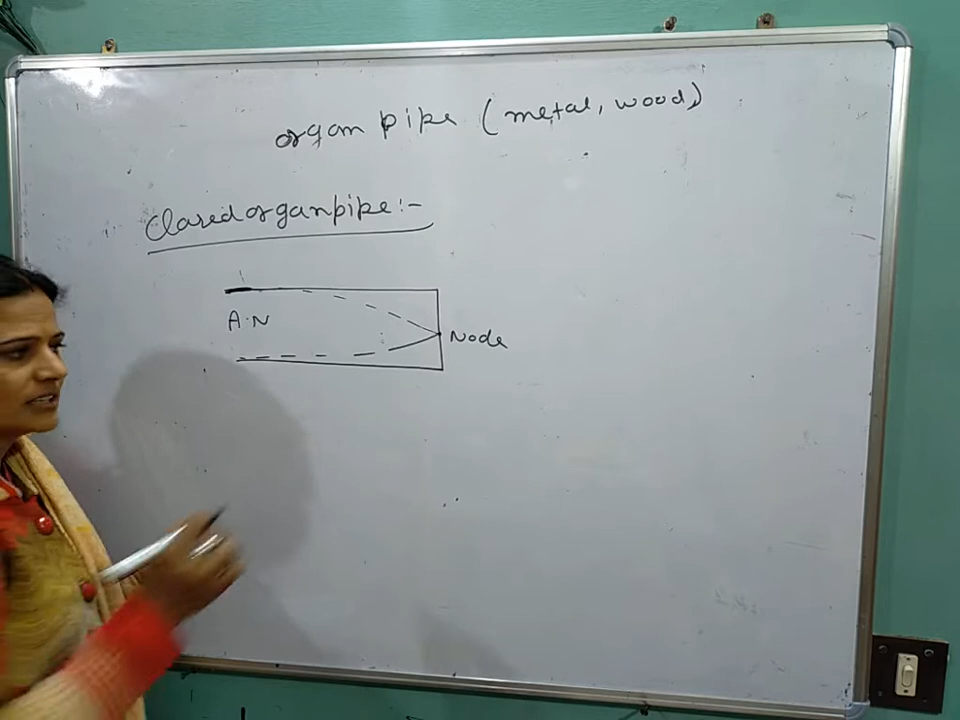 organ pipe (metal, wood)
Closed organ pipe :-
A.N
Node